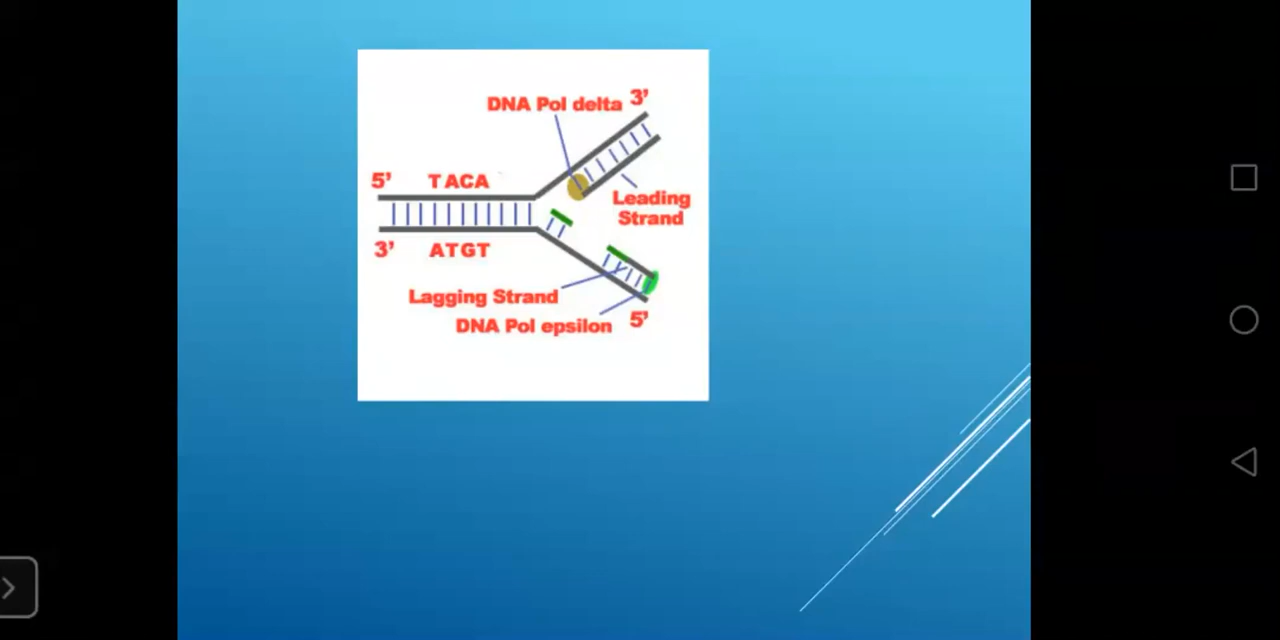 DNA Pol delta 3’
5’ TACA
Leading
Strand
3’ ATGT
Lagging Strand
DNA Pol epsilon 5’